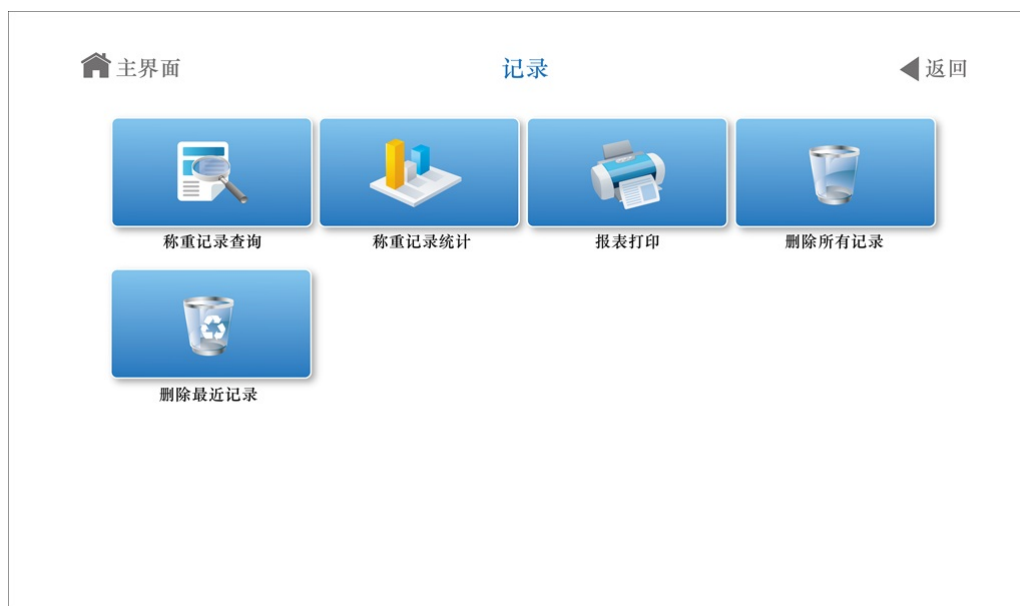 主界面
记录
返回
称重记录查询
称重记录统计
报表打印
删除所有记录
删除最近记录